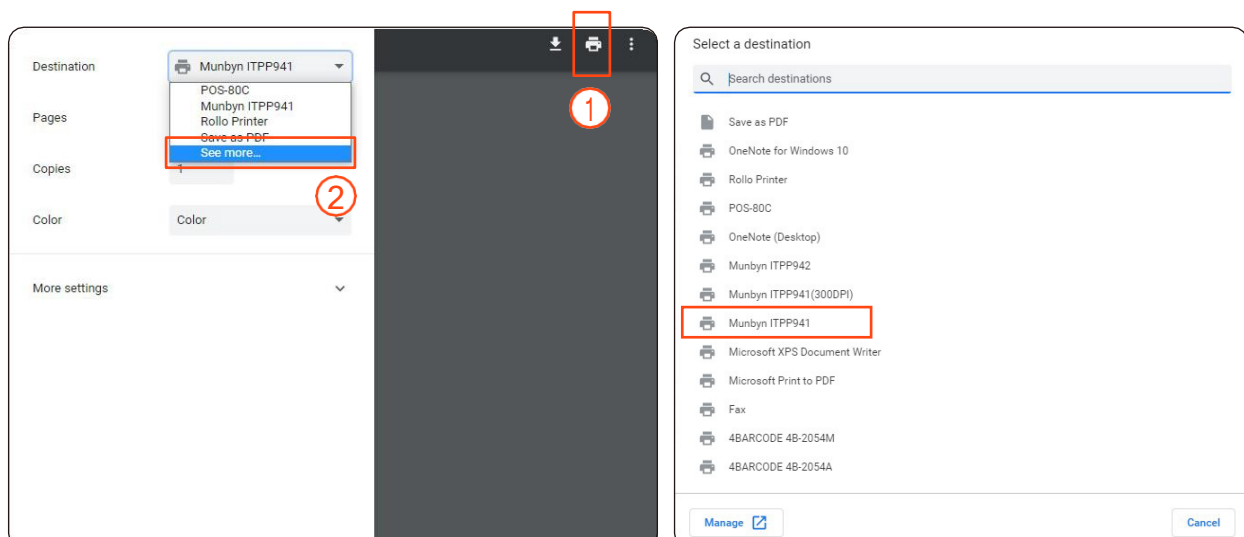 Destination
Munbyn ITPP941
POS-80C
Munbyn ITPP941
Rollo Printer
Save as PDF
See more...
Pages
Copies
1
Color
Color
More settings
1
2
Select a destination
Search destinations
Save as PDF
OneNote for Windows 10
Rollo Printer
POS-80C
OneNote (Desktop)
Munbyn ITPP942
Munbyn ITPP941(300DPI)
Munbyn ITPP941
Microsoft XPS Document Writer
Microsoft Print to PDF
Fax
4BARCODE 4B-2054M
4BARCODE 4B-2054A
Manage
Cancel